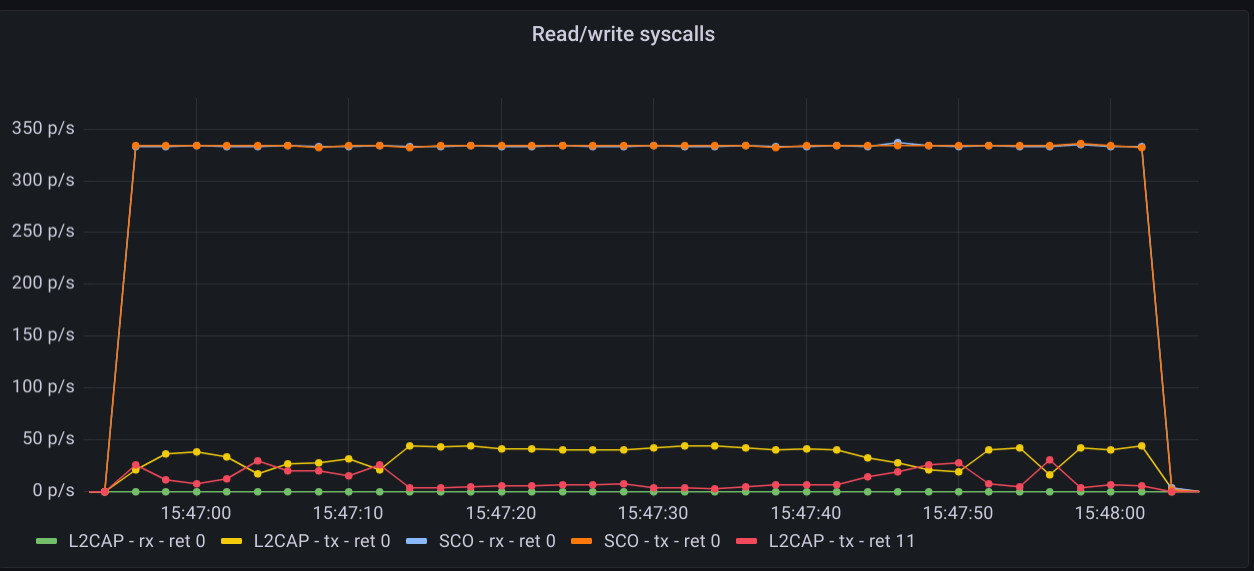 Read/write syscalls
350 p/s
300 p/s
250 p/s
200 p/s
150 p/s
100 p/s
50 p/s
0 p/s
15:47:00 15:47:10 15:47:20 15:47:30 15:47:40 15:47:50 15:48:00
L2CAP - rx - ret 0 L2CAP - tx - ret 0 SCO - rx - ret 0 SCO - tx - ret 0 L2CAP - tx - ret 11